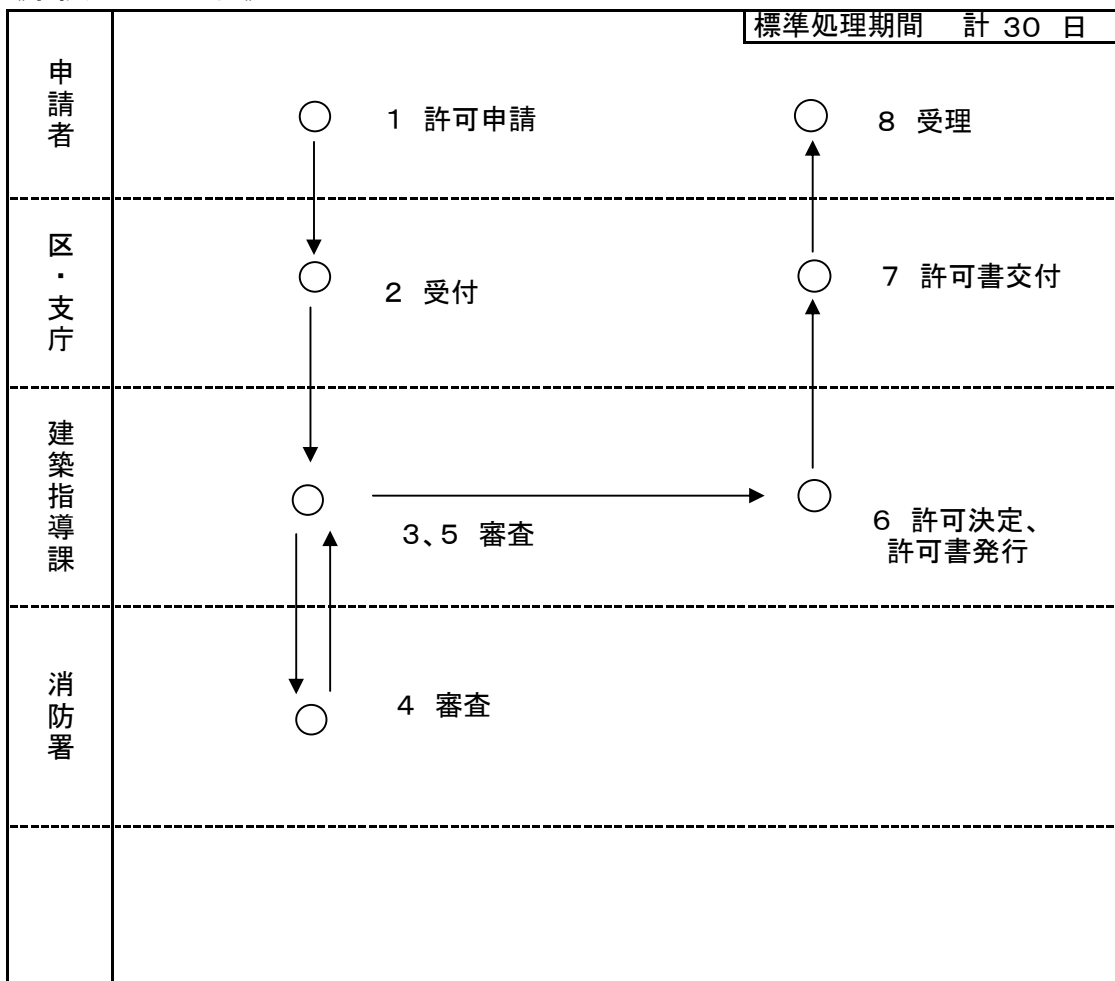 標準処理期間　計 30 日
申請者
1 許可申請
8 受理
区・支庁
2 受付
7 許可書交付
建築指導課
3、5 審査
6 許可決定、
許可書発行
消防署
4 審査